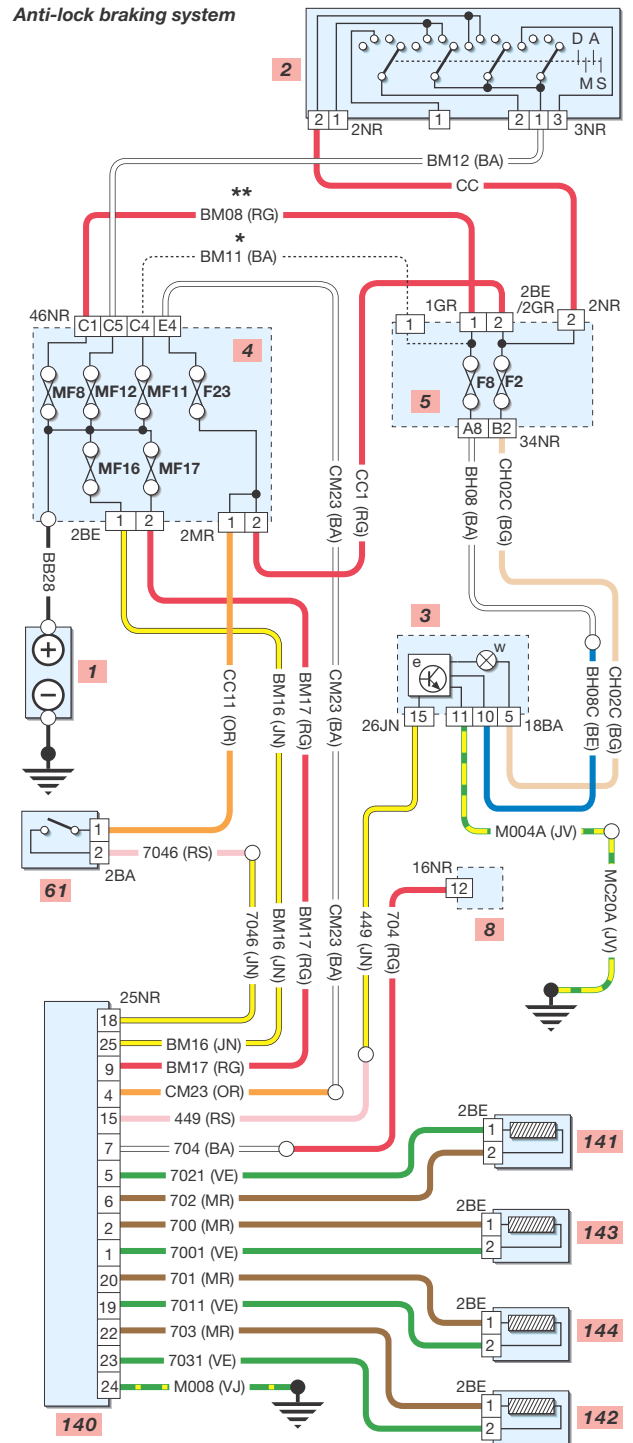 Anti-lock braking system
D A
M S
2
2 1 2NR 1 2 1 3 3NR
BM12 (BA)
CC
**
BM08 (RG)
*
BM11 (BA)
46NR C1 C5 C4 E4
1 1GR 1 2 2BE /2GR 2 2NR
4
MF8 MF12 MF11 F23
F8 F2
5
MF16 MF17
A8 B2 34NR
2BE 1 2 2MR 1 2
CM23 (BA)
CC1 (RG)
BH08 (BA)
CH02C (BG)
BB28
+
−
1
3
e w
26JN 15 11 10 5 18BA
CC11 (OR)
BM16 (JN)
BM17 (RG)
CM23 (BA)
BH08C (BE)
CH02C (BG)
M004A (JV)
1
2
7046 (RS)
2BA
61
16NR
12
8
7046 (JN)
BM16 (JN)
BM17 (RG)
CM23 (BA)
449 (JN)
704 (RG)
MC20A (JV)
25NR
18
25 BM16 (JN)
9 BM17 (RG)
4 CM23 (OR)
15 449 (RS)
7 704 (BA)
5 7021 (VE)
6 702 (MR)
2 700 (MR)
1 7001 (VE)
20 701 (MR)
19 7011 (VE)
22 703 (MR)
23 7031 (VE)
24 M008 (VJ)
140
2BE
1
2
141
2BE
1
2
143
2BE
1
2
144
2BE
1
2
142